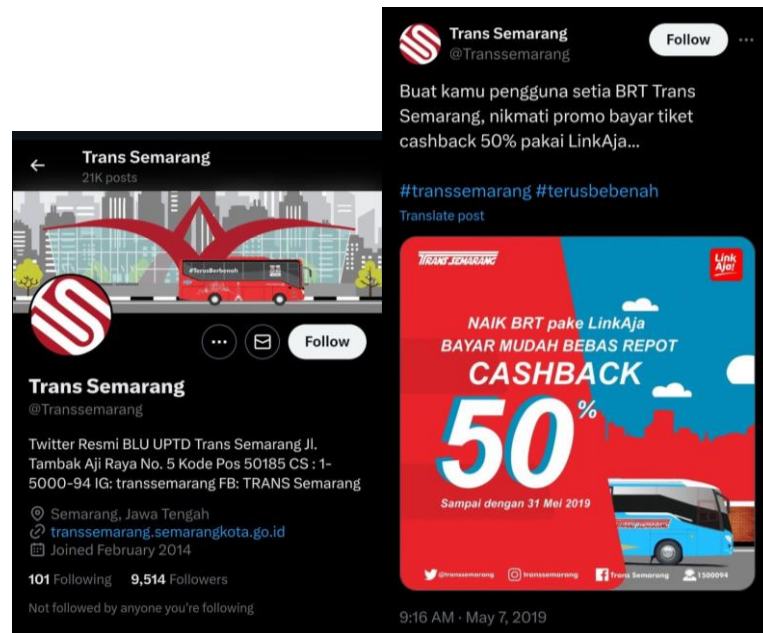 Trans Semarang
21K posts
#TerusBerbenah
Follow
Trans Semarang
@Transsemarang
Twitter Resmi BLU UPTD Trans Semarang Jl.
Tambak Aji Raya No. 5 Kode Pos 50185 CS : 1-
5000-94 IG: transsemarang FB: TRANS Semarang
Semarang, Jawa Tengah
transsemarang.semarangkota.go.id
Joined February 2014
101 Following 9,514 Followers
Not followed by anyone you're following
Trans Semarang
@Transsemarang
Follow
Buat kamu pengguna setia BRT Trans
Semarang, nikmati promo bayar tiket
cashback 50% pakai LinkAja...
#transsemarang #terusbebenah
Translate post
TRANS SEMARANG
Link
Aja!
NAIK BRT pake LinkAja
BAYAR MUDAH BEBAS REPOT
CASHBACK
50%
Sampai dengan 31 Mei 2019
@transsemarang transsemarang Trans Semarang 1500094
9:16 AM · May 7, 2019